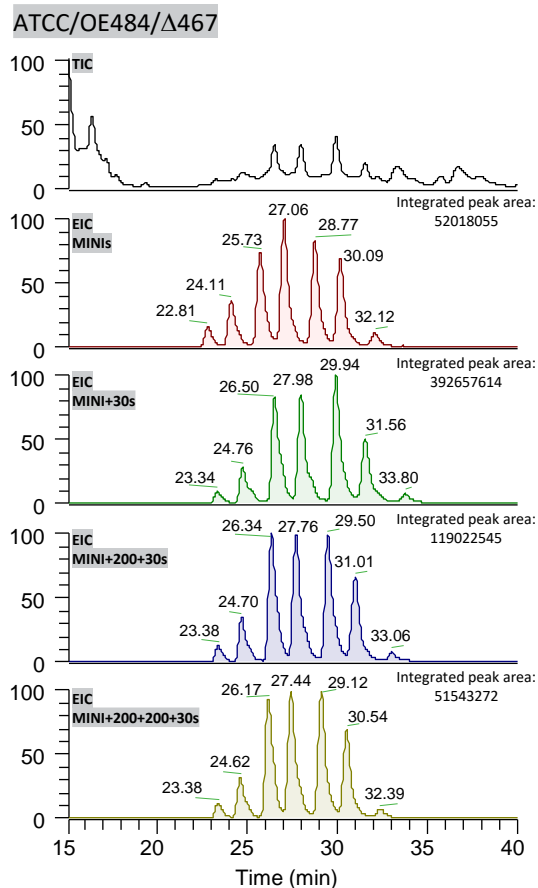 ATCC/OE484/Δ467
TIC
100
50
0
Integrated peak area:
52018055
EIC
MINIs
100
50
0
22.81
24.11
25.73
27.06
28.77
30.09
32.12
Integrated peak area:
392657614
EIC
MINI+30s
100
50
0
23.34
24.76
26.50
27.98
29.94
31.56
33.80
Integrated peak area:
119022545
EIC
MINI+200+30s
100
50
0
23.38
24.70
26.34
27.76
29.50
31.01
33.06
Integrated peak area:
51543272
EIC
MINI+200+200+30s
100
50
0
23.38
24.62
26.17
27.44
29.12
30.54
32.39
15 20 25 30 35 40
Time (min)